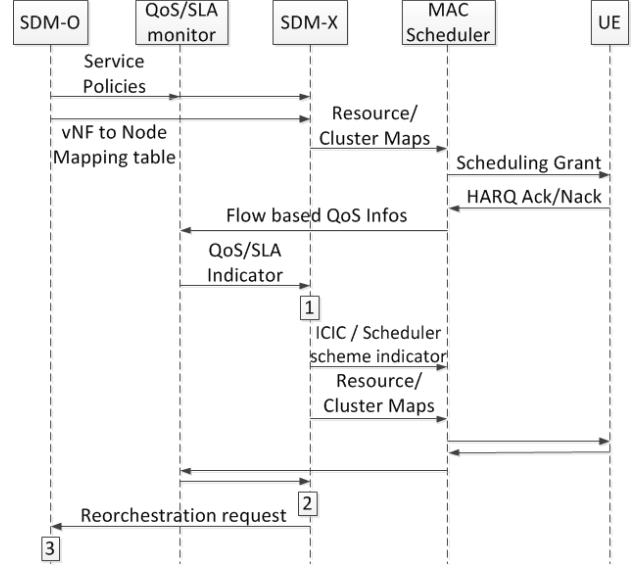 SDM-O
QoS/SLA
monitor
SDM-X
MAC
Scheduler
UE
Service
Policies
vNF to Node
Mapping table
Resource/
Cluster Maps
Scheduling Grant
HARQ Ack/Nack
Flow based QoS Infos
QoS/SLA
Indicator
1
ICIC / Scheduler
scheme indicator
Resource/
Cluster Maps
2
Reorchestration request
3